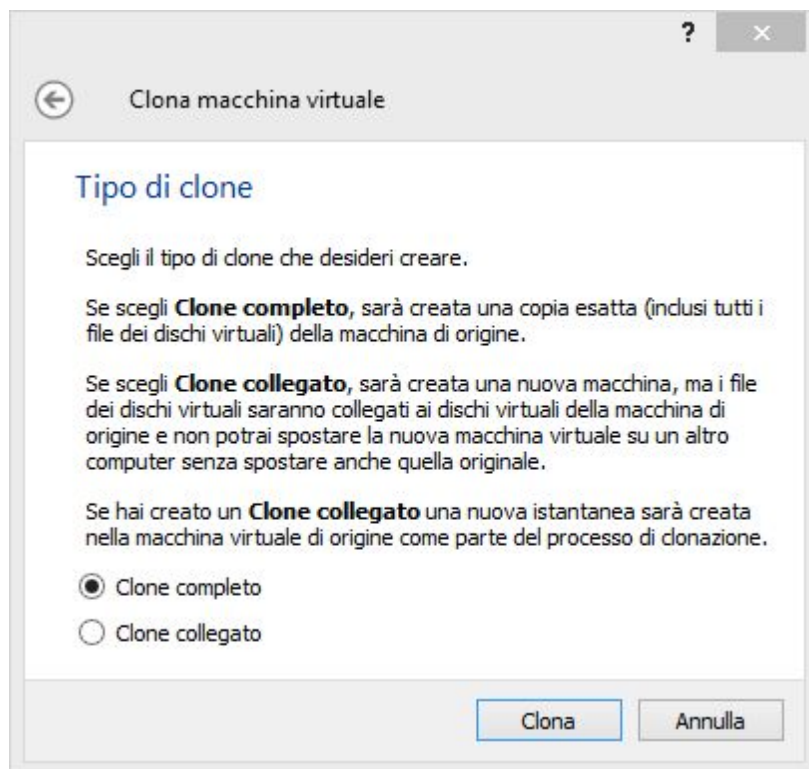 ?
Clona macchina virtuale
Tipo di clone
Scegli il tipo di clone che desideri creare.
Se scegli Clone completo, sarà creata una copia esatta (inclusi tutti i
file dei dischi virtuali) della macchina di origine.
Se scegli Clone collegato, sarà creata una nuova macchina, ma i file
dei dischi virtuali saranno collegati ai dischi virtuali della macchina di
origine e non potrai spostare la nuova macchina virtuale su un altro
computer senza spostare anche quella originale.
Se hai creato un Clone collegato una nuova istantanea sarà creata
nella macchina virtuale di origine come parte del processo di clonazione.
Clone completo
Clone collegato
Clona Annulla